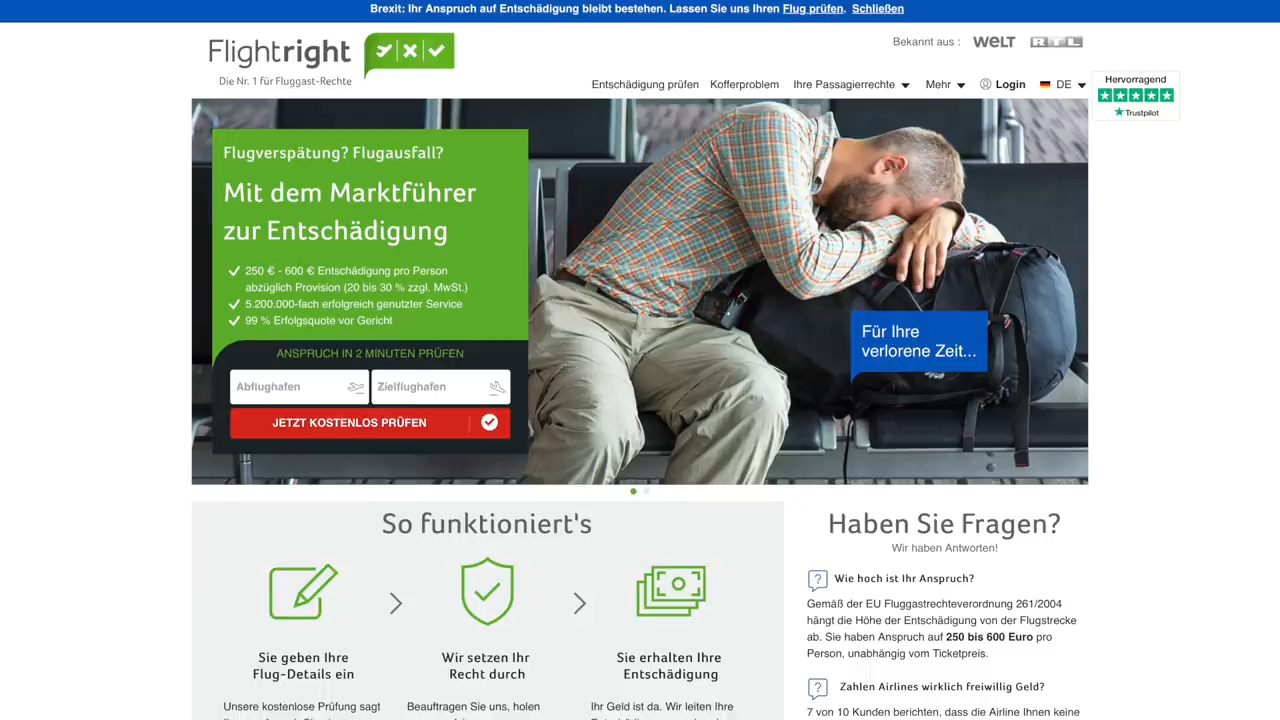 Brexit: Ihr Anspruch auf Entschädigung bleibt bestehen. Lassen Sie uns Ihren Flug prüfen. Schließen
Flightright
Die Nr. 1 für Fluggast-Rechte
Bekannt aus : WELT RTL
Entschädigung prüfen Kofferproblem Ihre Passagierrechte Mehr Login DE
Hervorragend
Trustpilot
Flugverspätung? Flugausfall?
Mit dem Marktführer
zur Entschädigung
250 € - 600 € Entschädigung pro Person
abzüglich Provision (20 bis 30 % zzgl. MwSt.)
5.200.000-fach erfolgreich genutzter Service
99 % Erfolgsquote vor Gericht
ANSPRUCH IN 2 MINUTEN PRÜFEN
Abflughafen Zielflughafen
JETZT KOSTENLOS PRÜFEN
Für Ihre
verlorene Zeit...
So funktioniert's
Sie geben Ihre
Flug-Details ein
Unsere kostenlose Prüfung sagt
Wir setzen Ihr
Recht durch
Beauftragen Sie uns, holen
Sie erhalten Ihre
Entschädigung
Ihr Geld ist da. Wir leiten Ihre
Haben Sie Fragen?
Wir haben Antworten!
Wie hoch ist Ihr Anspruch?
Gemäß der EU Fluggastrechteverordnung 261/2004
hängt die Höhe der Entschädigung von der Flugstrecke
ab. Sie haben Anspruch auf 250 bis 600 Euro pro
Person, unabhängig vom Ticketpreis.
Zahlen Airlines wirklich freiwillig Geld?
7 von 10 Kunden berichten, dass die Airline Ihnen keine